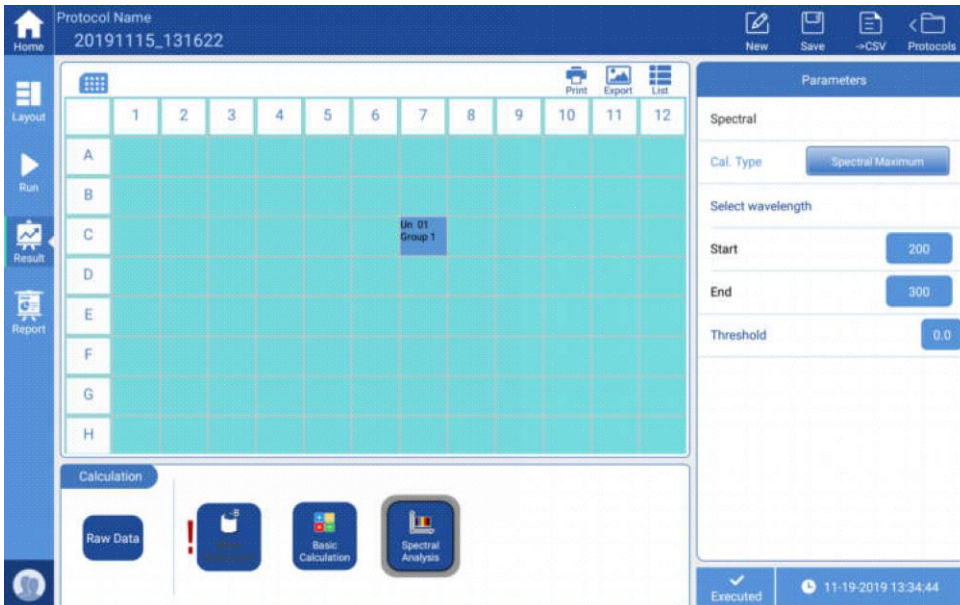 Protocol Name
20191115_131622
Home
New
Save
->CSV
Protocols
Layout
Run
Result
Report
Print
Export
List
1 2 3 4 5 6 7 8 9 10 11 12
A
B
C
Un 01
Group 1
D
E
F
G
H
Calculation
Raw Data
!
-B
Basic
Calculation
Spectral
Analysis
Parameters
Spectral
Cal. Type
Spectral Maximum
Select wavelength
Start
200
End
300
Threshold
0.0
Executed
11-19-2019 13:34:44